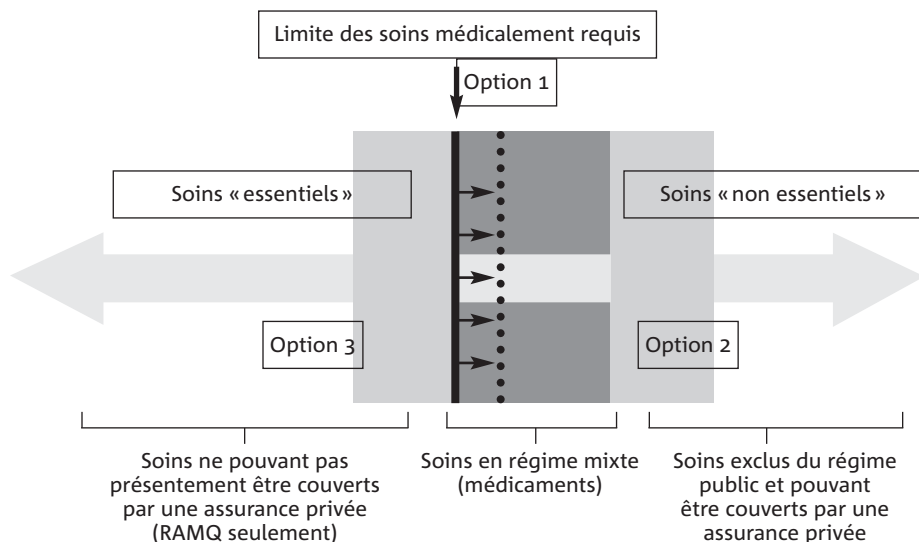 Limite des soins médicalement requis
Option 1
Soins « essentiels »
Soins « non essentiels »
Option 3
Option 2
Soins ne pouvant pas
présentement être couverts
par une assurance privée
(RAMQ seulement)
Soins en régime mixte
(médicaments)
Soins exclus du régime
public et pouvant
être couverts par une
assurance privée